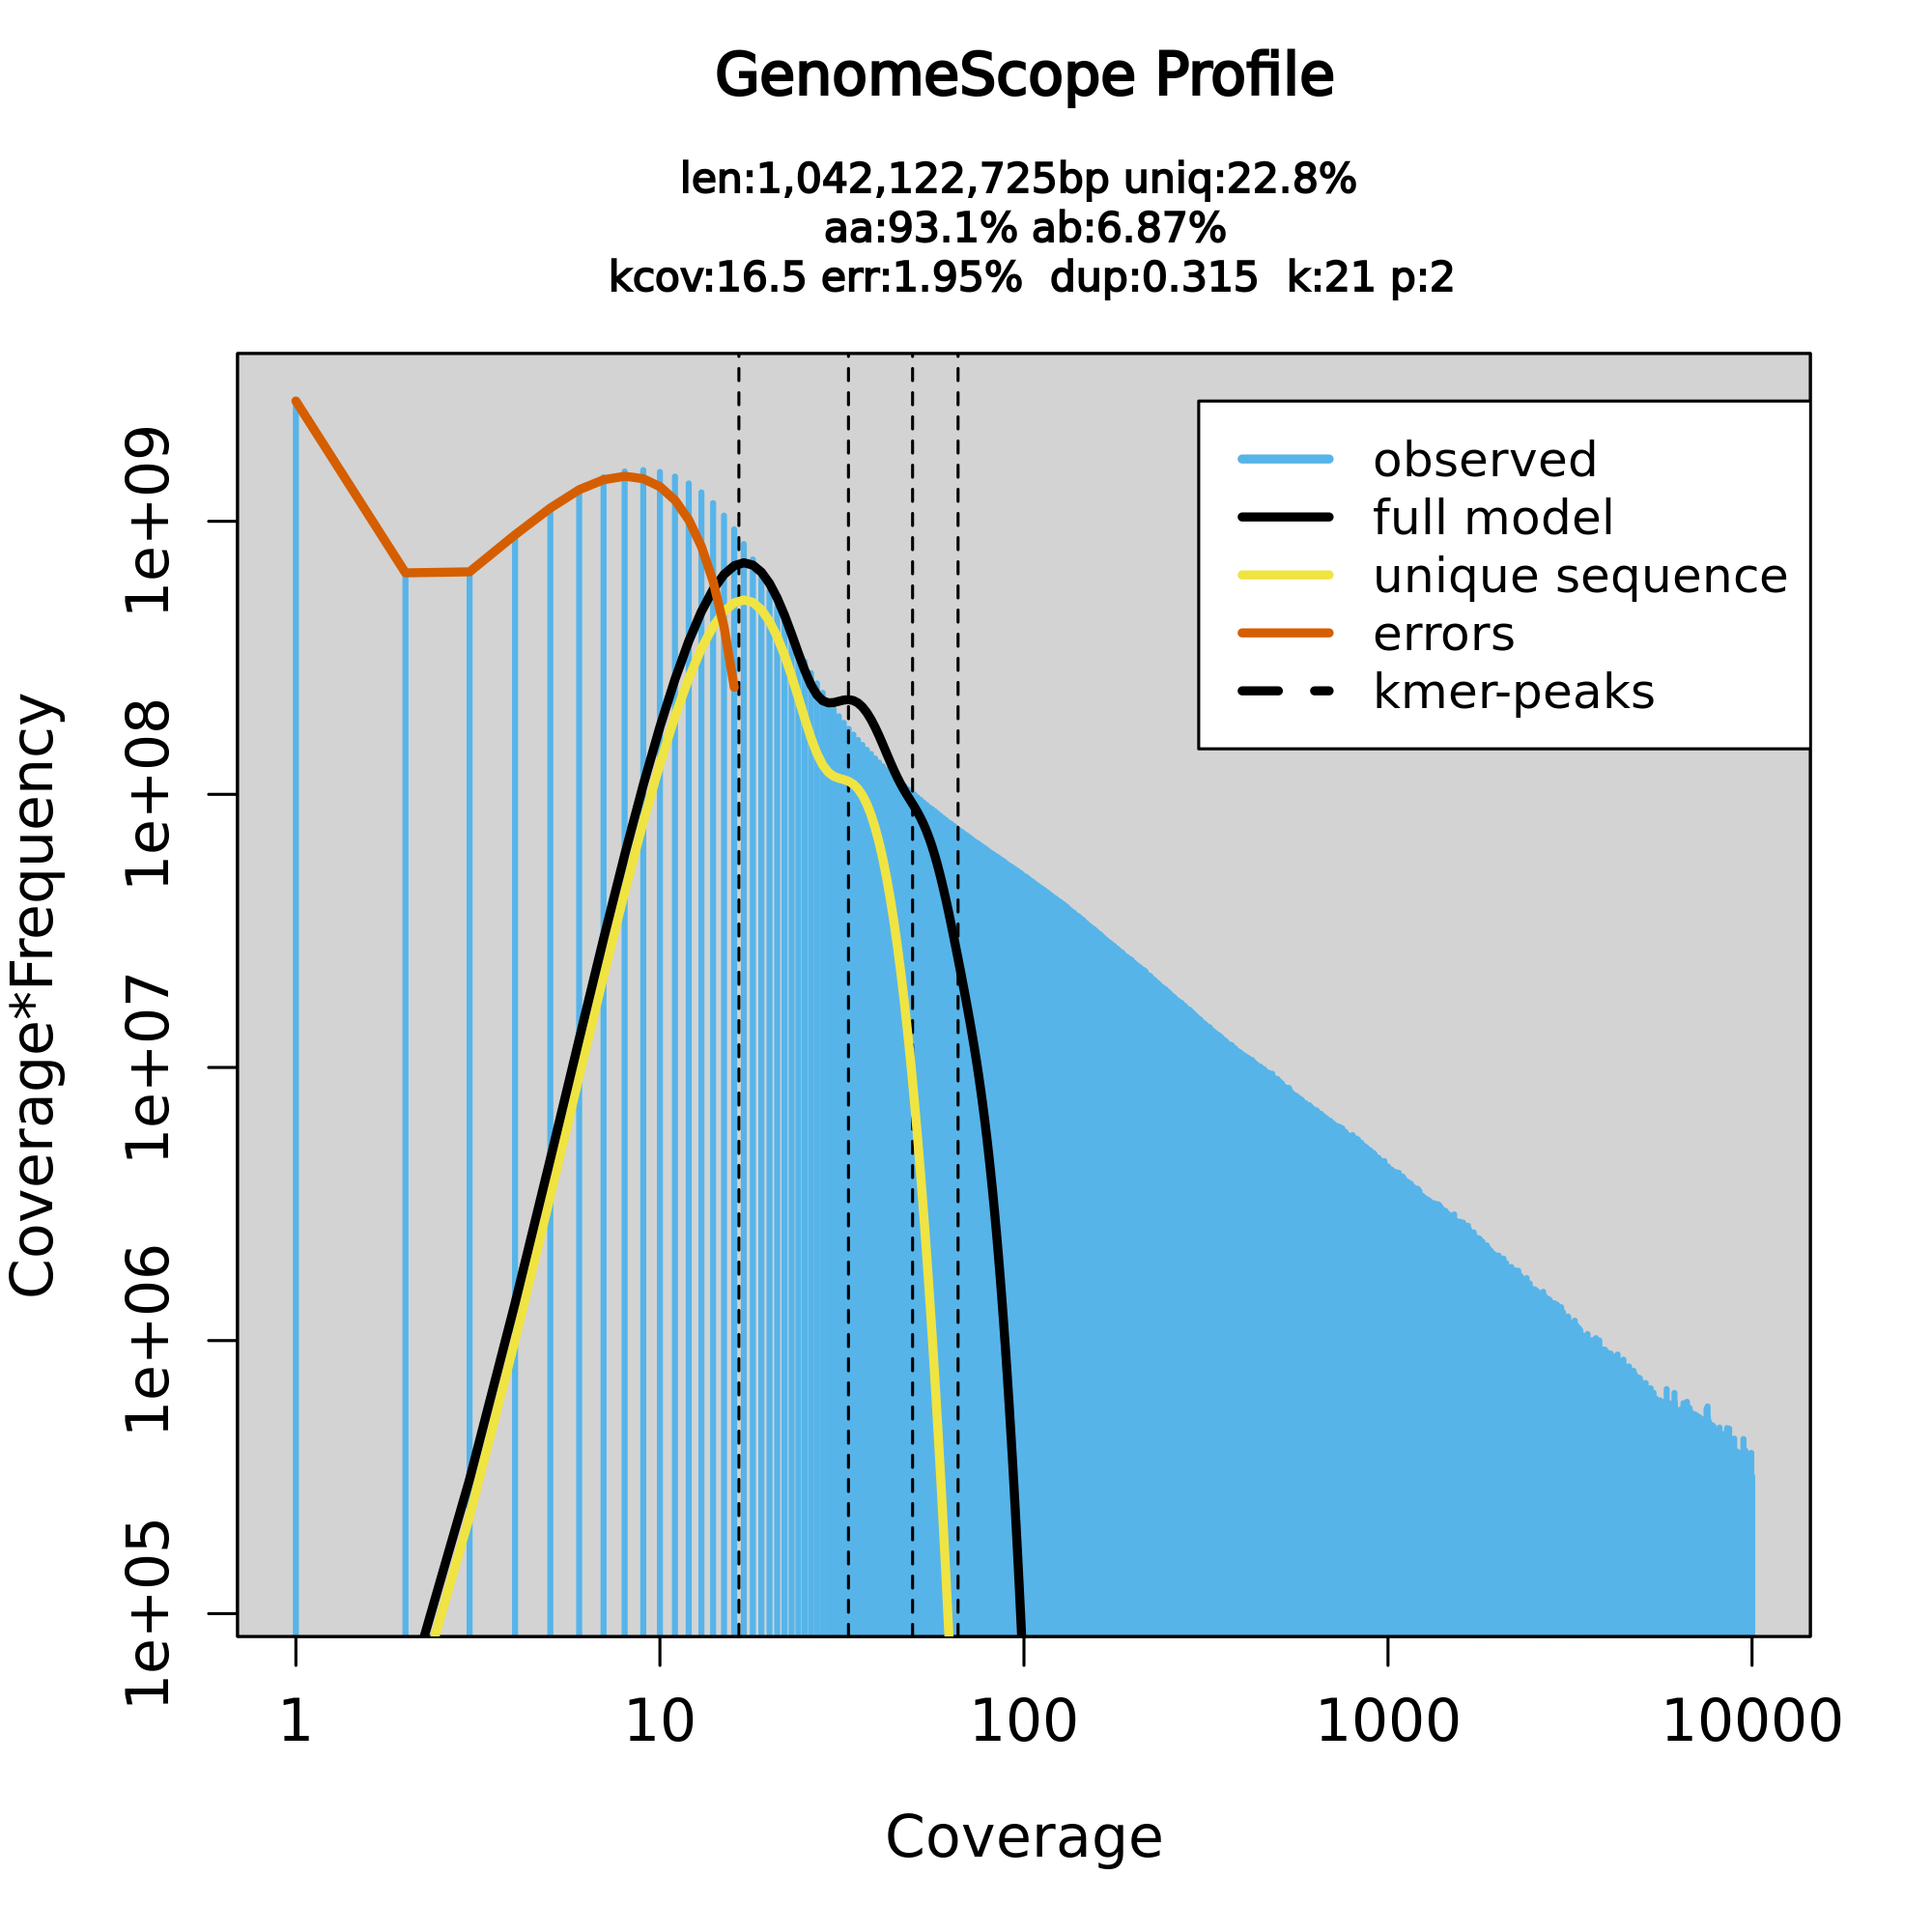 GenomeScope Profile
len:1,042,122,725bp uniq:22.8%
aa:93.1% ab:6.87%
kcov:16.5 err:1.95% dup:0.315 k:21 p:2
observed
full model
unique sequence
errors
kmer-peaks
Coverage*Frequency
1e+09
1e+08
1e+07
1e+06
1e+05
1 10 100 1000 10000
Coverage